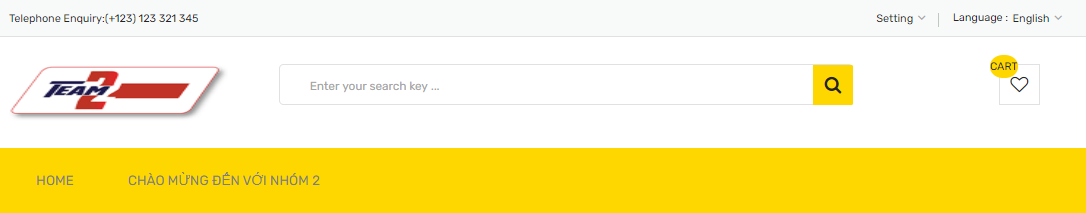 Telephone Enquiry:(+123) 123 321 345
Setting
Language : English
TEAM 2
Enter your search key ...
CART
HOME
CHÀO MỪNG ĐẾN VỚI NHÓM 2